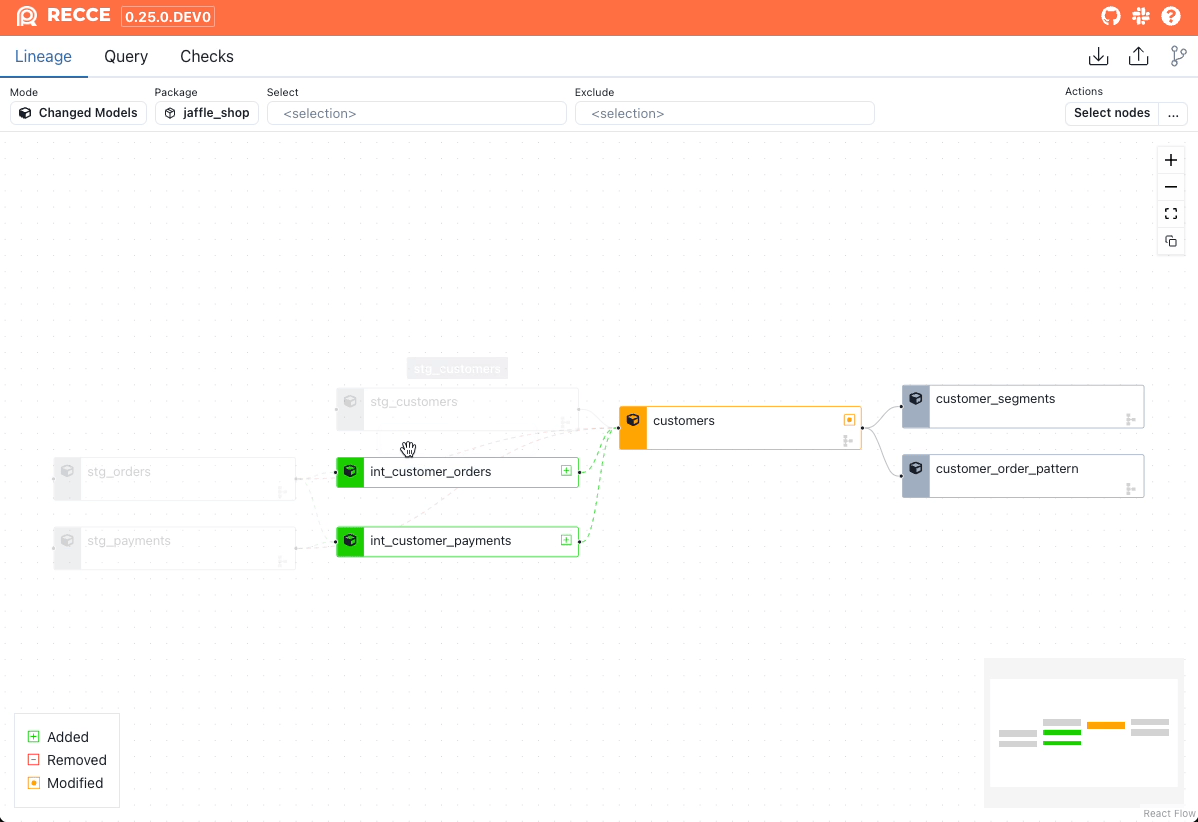 RECCE 0.25.0.DEV0
Lineage Query Checks
Mode Package Select Exclude Actions
Changed Models jaffle_shop <selection> <selection> Select nodes ...
stg_customers
stg_customers
customer_segments
customers
stg_orders
int_customer_orders
customer_order_pattern
stg_payments
int_customer_payments
Added
Removed
Modified
React Flow